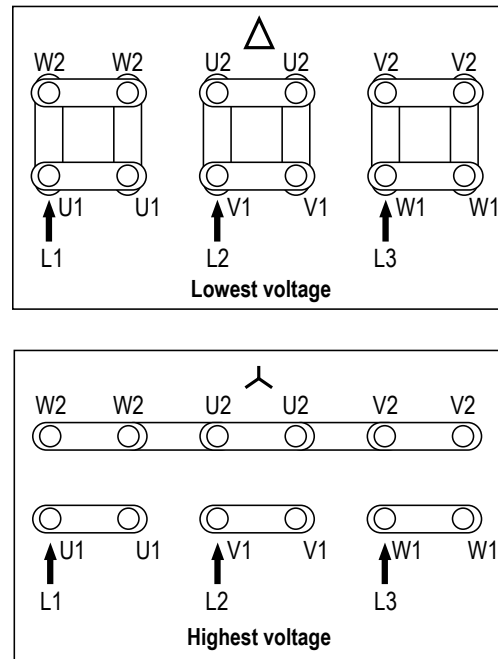 W2 W2 U2 U2 V2 V2
U1 U1 V1 V1 W1 W1
L1 L2 L3
Lowest voltage
W2 W2 U2 U2 V2 V2
U1 U1 V1 V1 W1 W1
L1 L2 L3
Highest voltage